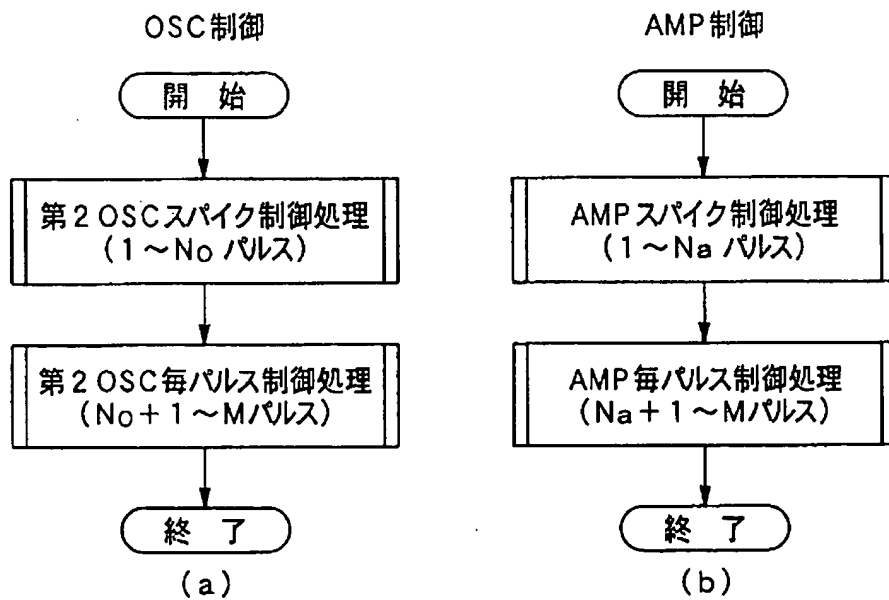 OSC制御
開 始
第2OSCスパイク制御処理
(1～No パルス)
第2OSC毎パルス制御処理
(No+1～Mパルス)
終 了
(a)
AMP制御
開 始
AMPスパイク制御処理
(1～Na パルス)
AMP毎パルス制御処理
(Na+1～Mパルス)
終 了
(b)